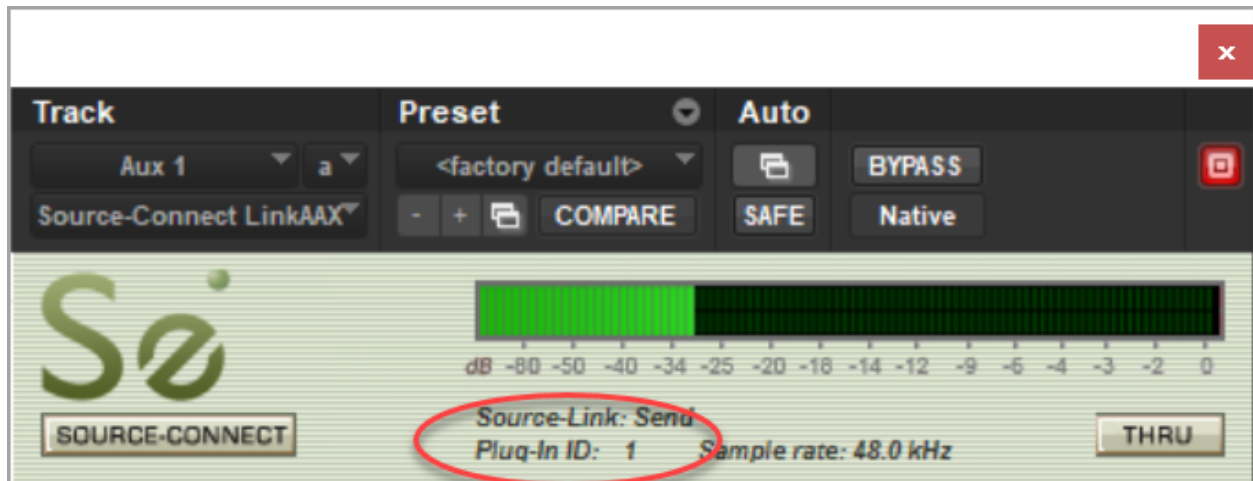 x
Track Preset Auto
Aux 1 a <factory default> BYPASS
Source-Connect LinkAAX - + COMPARE SAFE Native
Se
dB -80 -50 -40 -34 -25 -20 -18 -14 -12 -9 -6 -4 -3 -2 0
SOURCE-CONNECT
Source-Link: Send
Plug-In ID: 1 Sample rate: 48.0 kHz
THRU